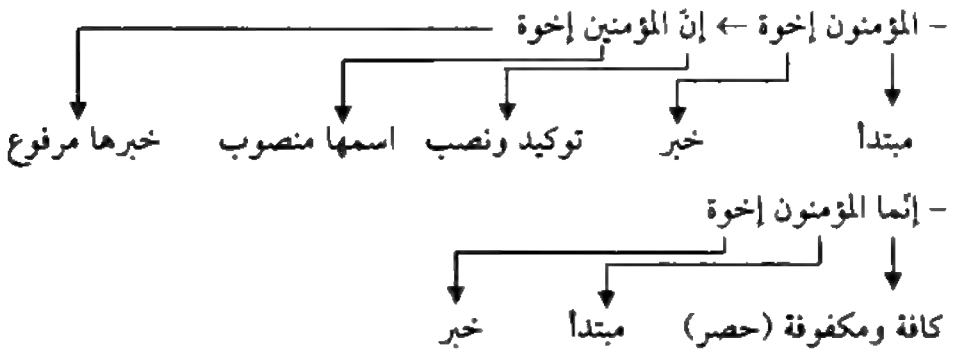 - المؤمنون إخوة ← إنّ المؤمنين إخوة
مبتدأ خبر توكيد ونصب اسمها منصوب خبرها مرفوع
- إنّما المؤمنون إخوة
كافة ومكفوفة (حصر) مبتدأ خبر